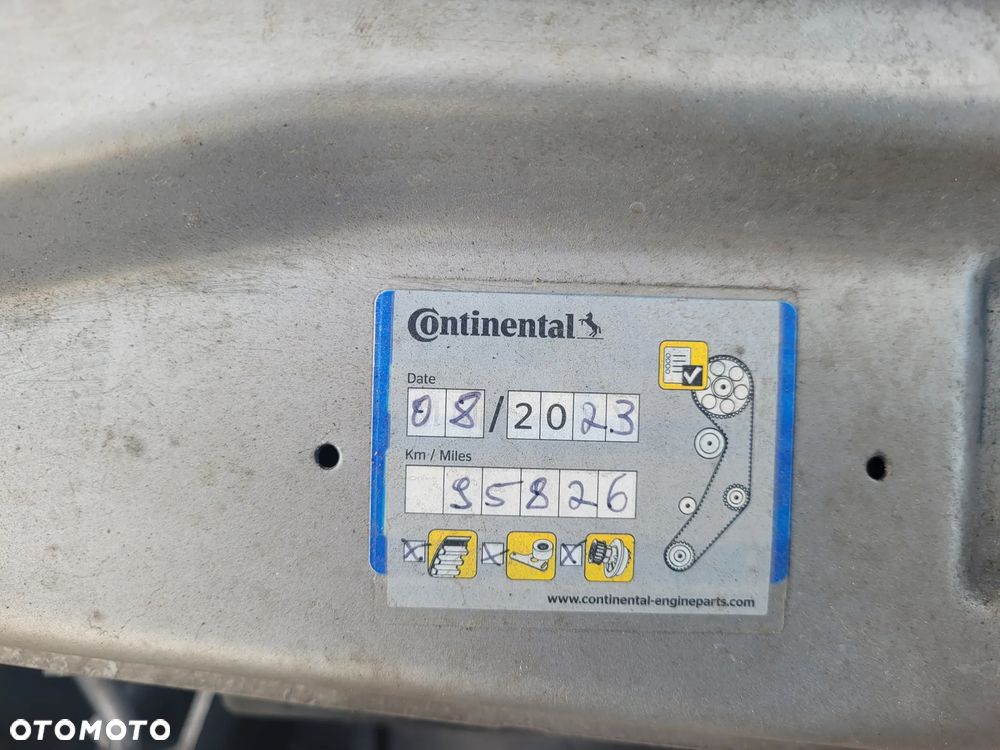 Continental
Date
08/2023
Km / Miles
95826
www.continental-engineparts.com
OTOMOTO